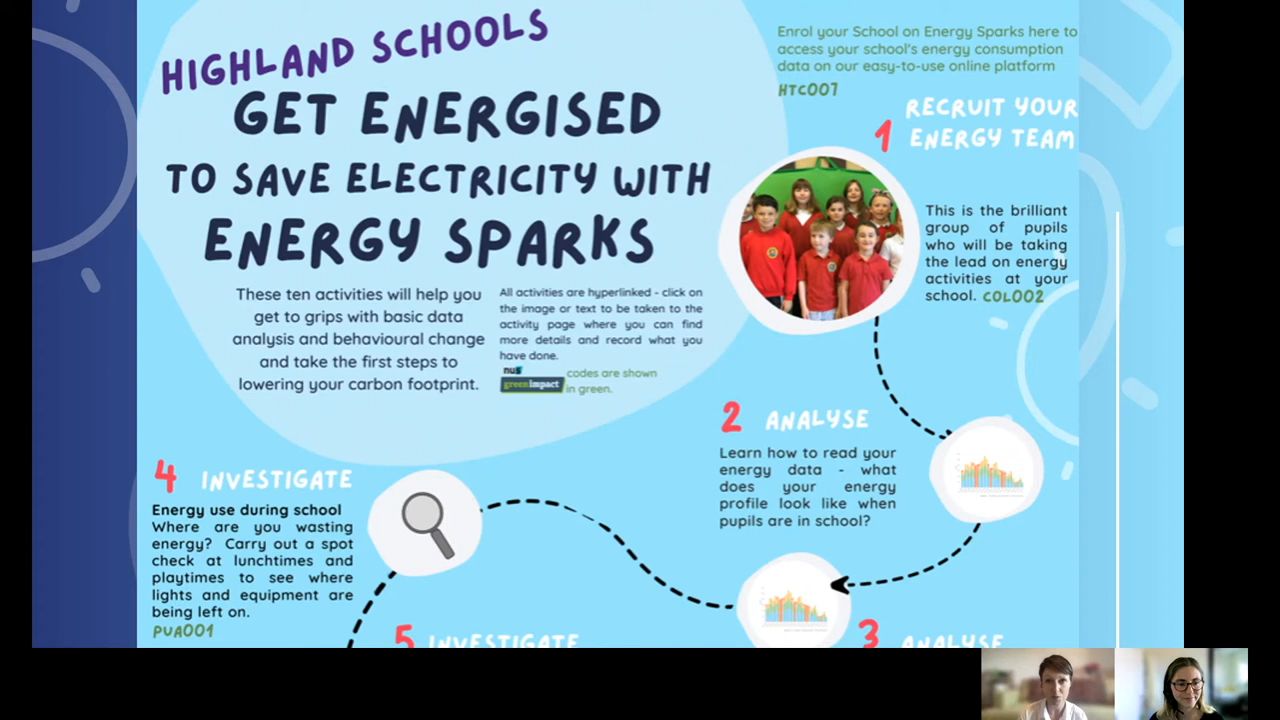 HIGHLAND SCHOOLS
GET ENERGISED
TO SAVE ELECTRICITY WITH
ENERGY SPARKS
These ten activities will help you
get to grips with basic data
analysis and behavioural change
and take the first steps to
lowering your carbon footprint.
All activities are hyperlinked - click on
the image or text to be taken to the
activity page where you can find
more details and record what you
have done.
nus
greenimpact
codes are shown
in green.
Enrol your School on Energy Sparks here to
access your school's energy consumption
data on our easy-to-use online platform
HTC007
1 RECRUIT YOUR
ENERGY TEAM
This is the brilliant
group of pupils
who will be taking
the lead on energy
activities at your
school. COL002
2 ANALYSE
Learn how to read your
energy data - what
does your energy
profile look like when
pupils are in school?
3 ANALYSE
4 INVESTIGATE
Energy use during school
Where are you wasting
energy? Carry out a spot
check at lunchtimes and
playtimes to see where
lights and equipment are
being left on.
PUA001
5 INVESTIGATE